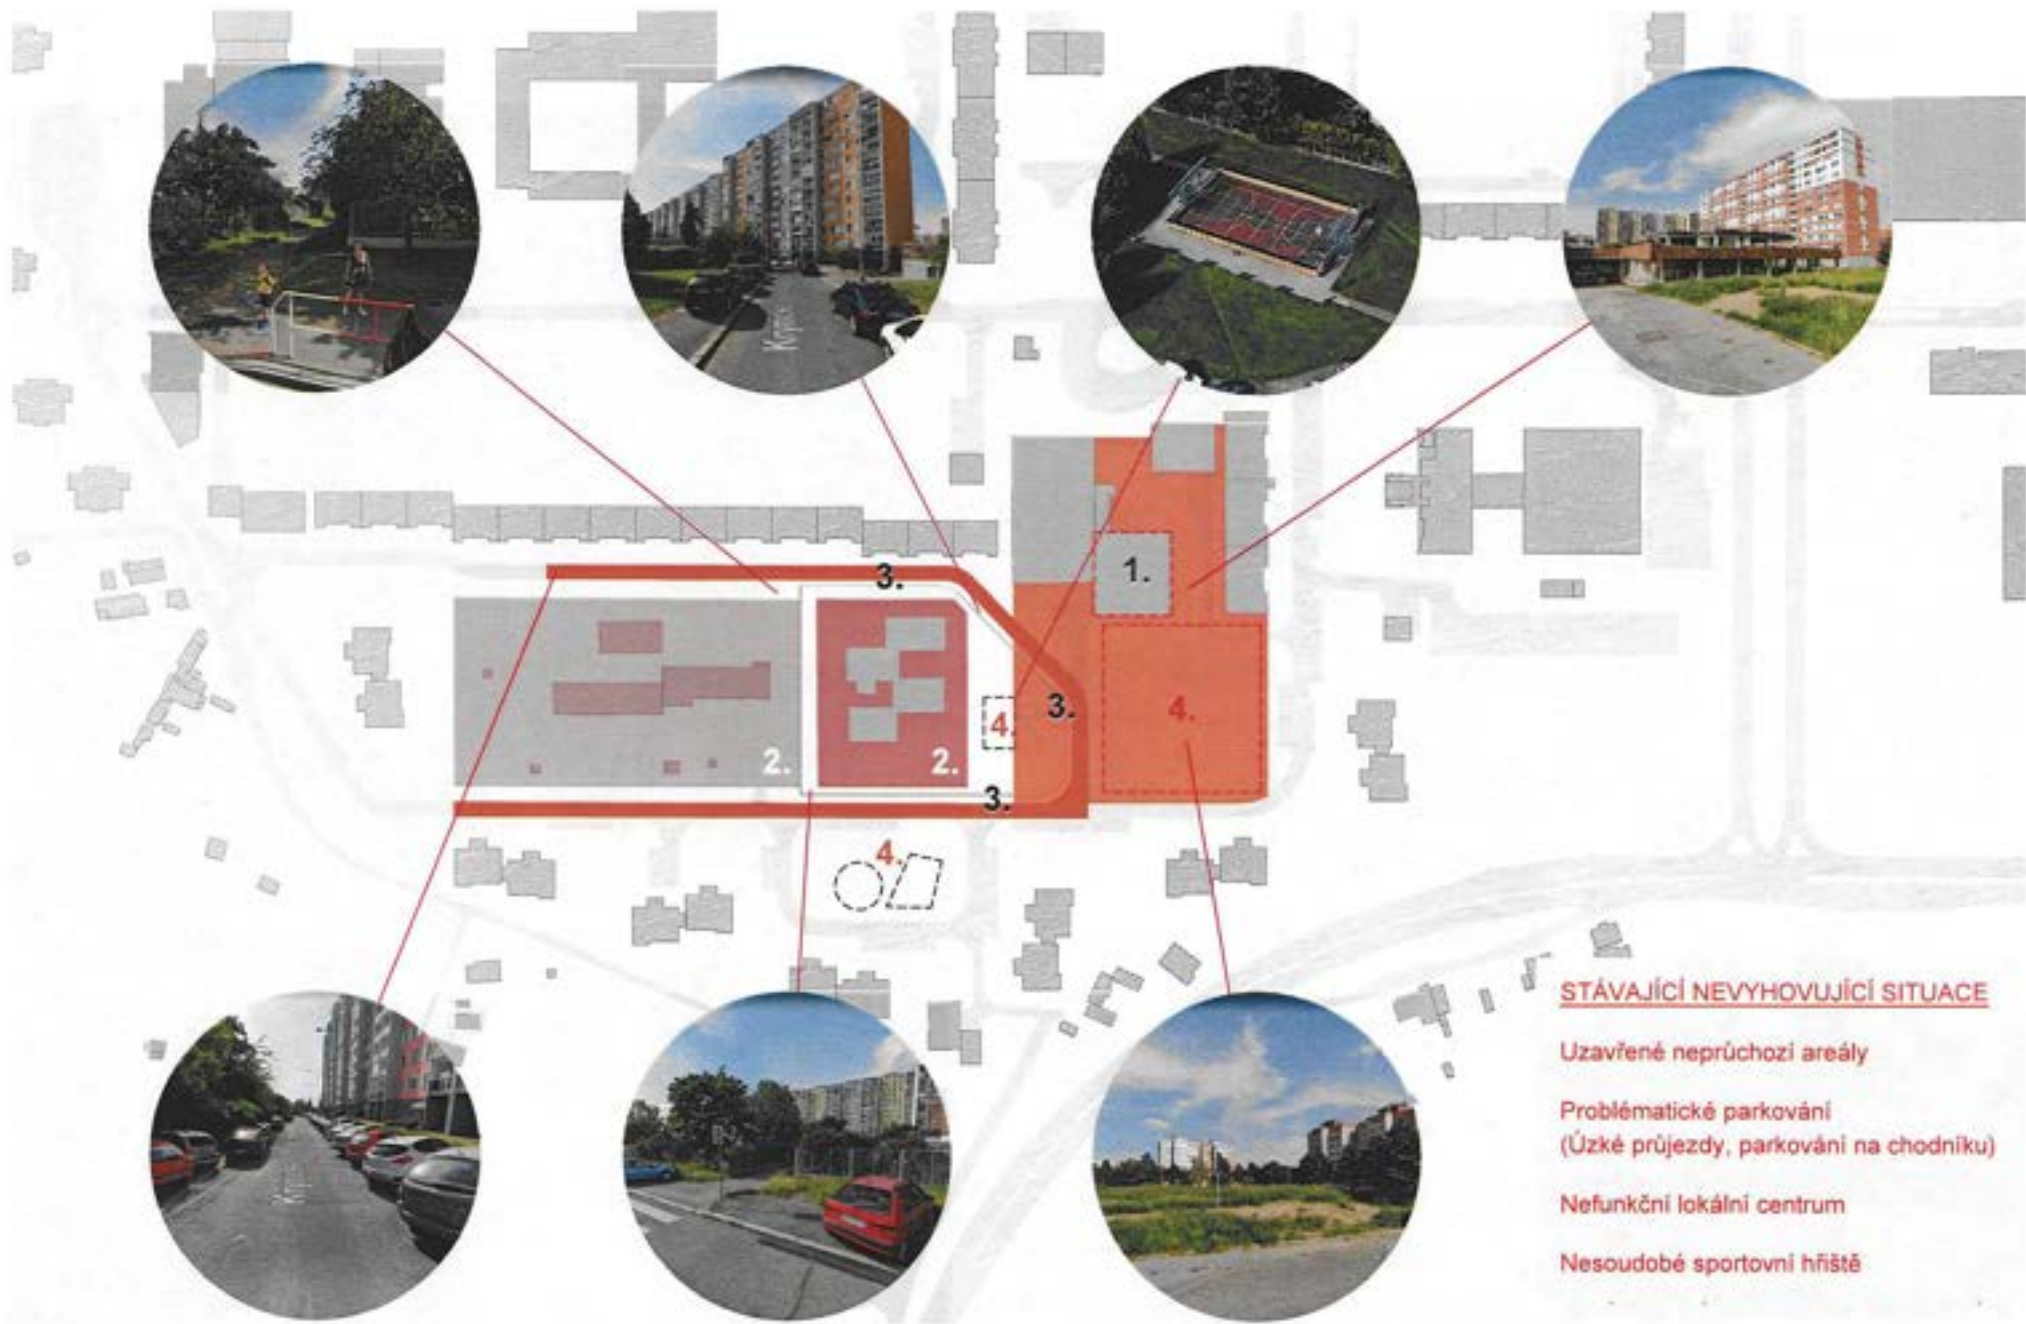 3.
1.
3.
4.
4.
2.
2.
3.
4.
STÁVAJÍCÍ NEVYHOVUJÍCÍ SITUACE
Uzavřené neprůchozí areály
Problématické parkování
(Úzké průjezdy, parkování na chodníku)
Nefunkční lokální centrum
Nesoudobé sportovní hřiště